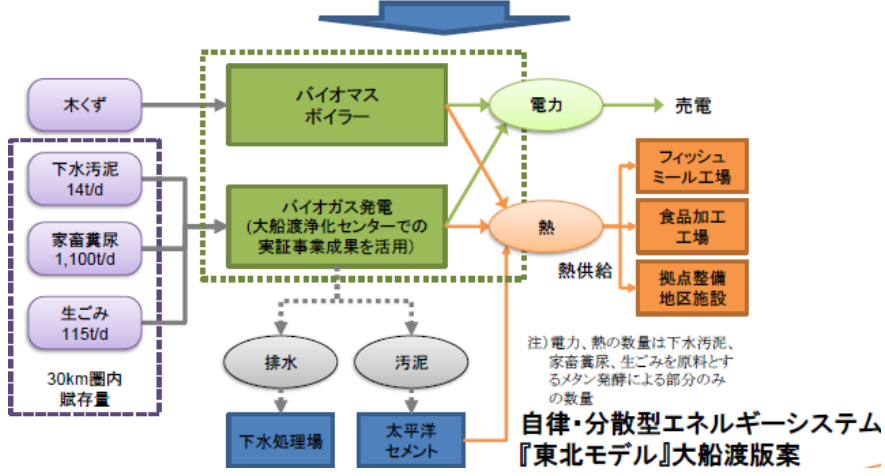 木くず
バイオマス
ボイラー
電力
売電
下水汚泥
14t/d
家畜糞尿
1,100t/d
生ごみ
115t/d
30km圏内
賦存量
バイオガス発電
(大船渡浄化センターでの
実証事業成果を活用)
熱
熱供給
フィッシュ
ミール工場
食品加工
工場
拠点整備
地区施設
排水
汚泥
下水処理場
太平洋
セメント
注)電力、熱の数量は下水汚泥、
家畜糞尿、生ごみを原料とす
るメタン発酵による部分のみ
の数量
自律・分散型エネルギーシステム
『東北モデル』大船渡版案